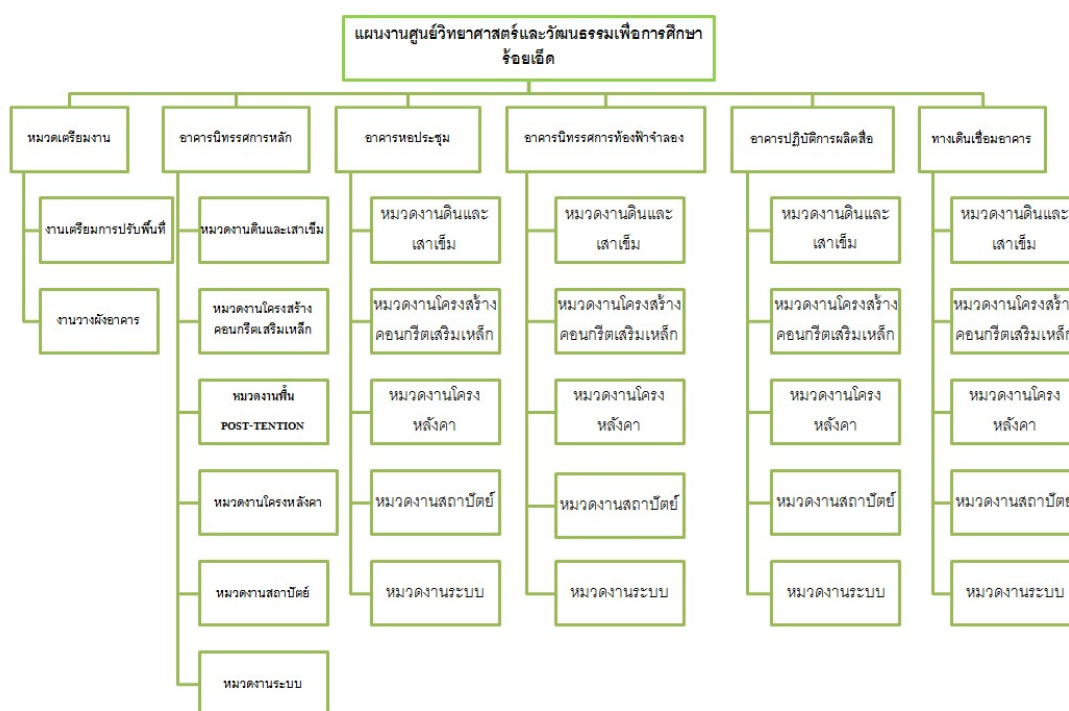 แผนงานศูนย์วิทยาศาสตร์และวัฒนธรรมเพื่อการศึกษา
ร้อยเอ็ด
หมวดเตรียมงาน
งานเตรียมการปรับพื้นที่
งานวางผังอาคาร
อาคารนิทรรศการหลัก
หมวดงานดินและเสาเข็ม
หมวดงานโครงสร้าง
คอนกรีตเสริมเหล็ก
หมวดงานพื้น
POST-TENTION
หมวดงานโครงหลังคา
หมวดงานสถาปัตย์
หมวดงานระบบ
อาคารหอประชุม
หมวดงานดินและ
เสาเข็ม
หมวดงานโครงสร้าง
คอนกรีตเสริมเหล็ก
หมวดงานโครง
หลังคา
หมวดงานสถาปัตย์
หมวดงานระบบ
อาคารนิทรรศการท้องฟ้าจำลอง
หมวดงานดินและ
เสาเข็ม
หมวดงานโครงสร้าง
คอนกรีตเสริมเหล็ก
หมวดงานโครง
หลังคา
หมวดงานสถาปัตย์
หมวดงานระบบ
อาคารปฏิบัติการผลิตสื่อ
หมวดงานดินและ
เสาเข็ม
หมวดงานโครงสร้าง
คอนกรีตเสริมเหล็ก
หมวดงานโครง
หลังคา
หมวดงานสถาปัตย์
หมวดงานระบบ
ทางเดินเชื่อมอาคาร
หมวดงานดินและ
เสาเข็ม
หมวดงานโครงสร้าง
คอนกรีตเสริมเหล็ก
หมวดงานโครง
หลังคา
หมวดงานสถาปัตย์
หมวดงานระบบ